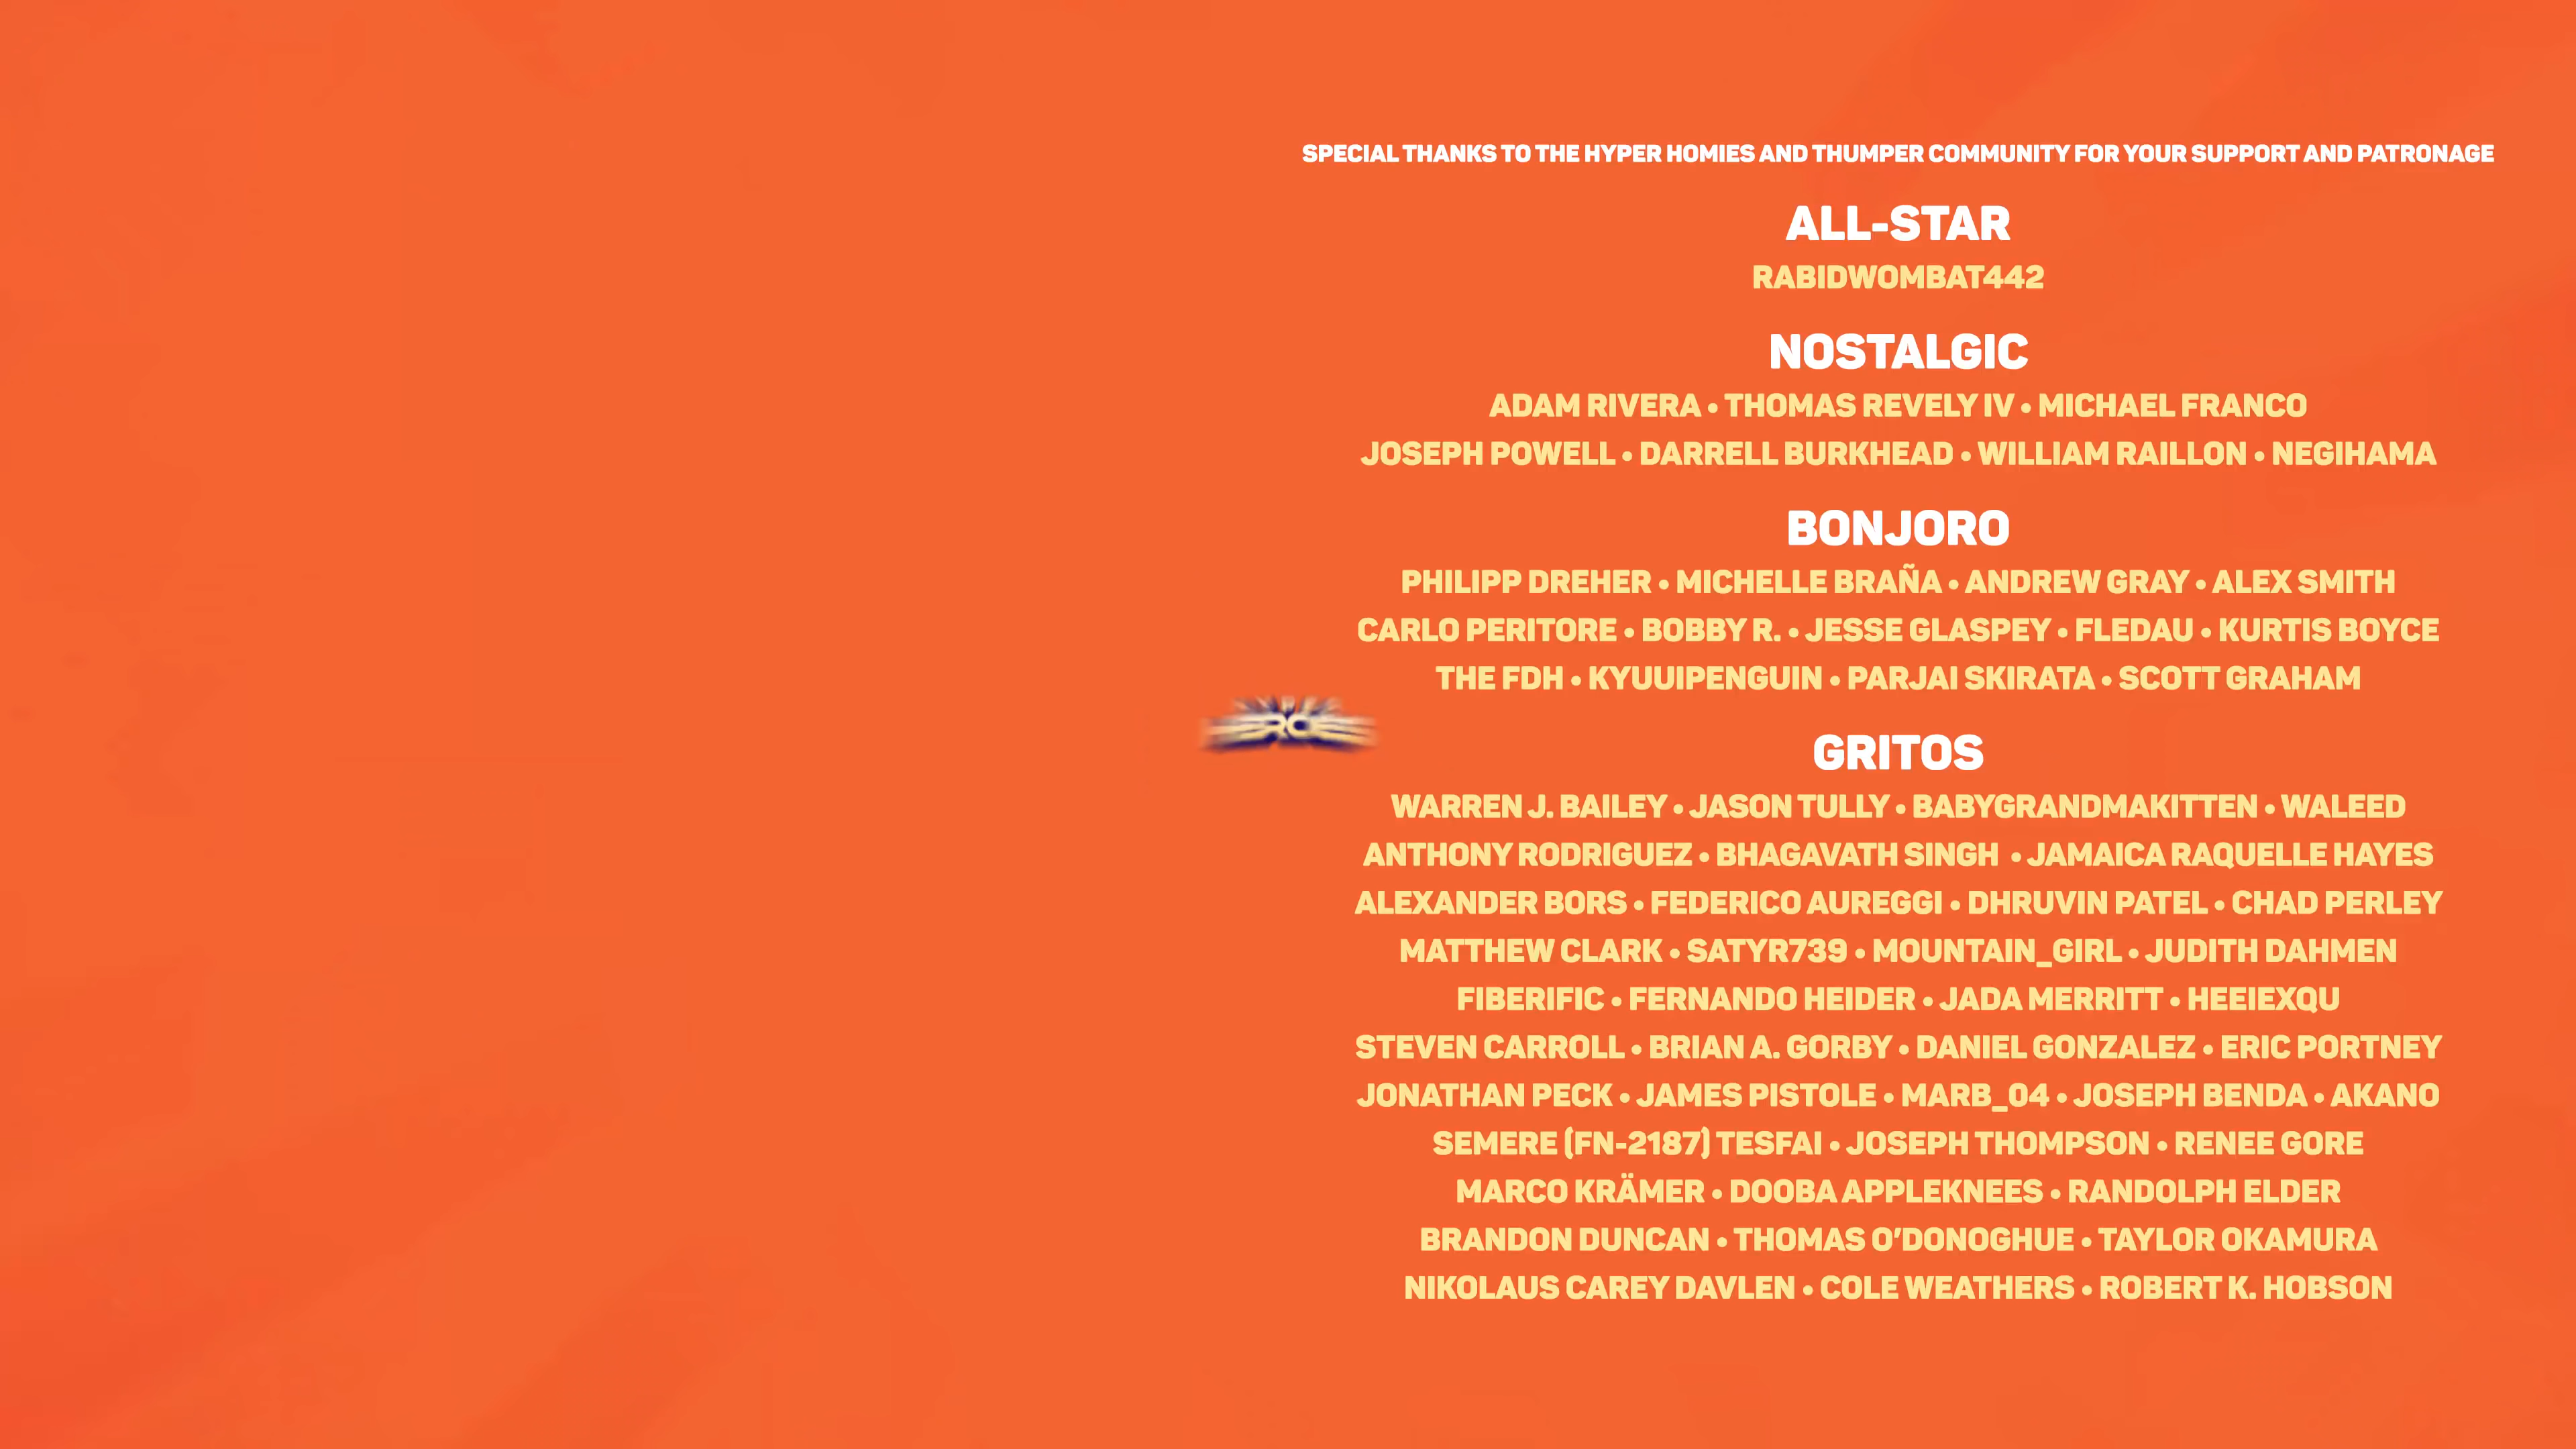 SPECIAL THANKS TO THE HYPER HOMIES AND THUMPER COMMUNITY FOR YOUR SUPPORT AND PATRONAGE
ALL-STAR
RABIDWOMBAT442
NOSTALGIC
ADAM RIVERA • THOMAS REVELY IV • MICHAEL FRANCO
JOSEPH POWELL • DARRELL BURKHEAD • WILLIAM RAILLON • NEGIHAMA
BONJORO
PHILIPP DREHER • MICHELLE BRAÑA • ANDREW GRAY • ALEX SMITH
CARLO PERITORE • BOBBY R. • JESSE GLASPEY • FLEDAU • KURTIS BOYCE
THE FDH • KYUUIPENGUIN • PARJAI SKIRATA • SCOTT GRAHAM
GRITOS
WARREN J. BAILEY • JASON TULLY • BABYGRANDMAKITTEN • WALEED
ANTHONY RODRIGUEZ • BHAGAVATH SINGH • JAMAICA RAQUELLE HAYES
ALEXANDER BORS • FEDERICO AUREGGI • DHRUVIN PATEL • CHAD PERLEY
MATTHEW CLARK • SATYR739 • MOUNTAIN_GIRL • JUDITH DAHMEN
FIBERIFIC • FERNANDO HEIDER • JADA MERRITT • HEEIEXQU
STEVEN CARROLL • BRIAN A. GORBY • DANIEL GONZALEZ • ERIC PORTNEY
JONATHAN PECK • JAMES PISTOLE • MARB_04 • JOSEPH BENDA • AKANO
SEMERE (FN-2187) TESFAI • JOSEPH THOMPSON • RENEE GORE
MARCO KRÄMER • DOOBA APPLEKNEES • RANDOLPH ELDER
BRANDON DUNCAN • THOMAS O'DONOGHUE • TAYLOR OKAMURA
NIKOLAUS CAREY DAVLEN • COLE WEATHERS • ROBERT K. HOBSON